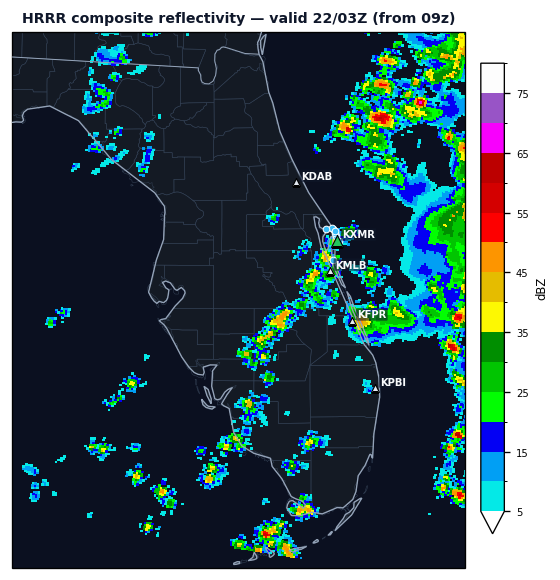 HRRR composite reflectivity — valid 22/03Z (from 09z)
KDAB
KXMR
KMLB
KFPR
KPBI
75
65
55
45
35
25
15
5
dBZ